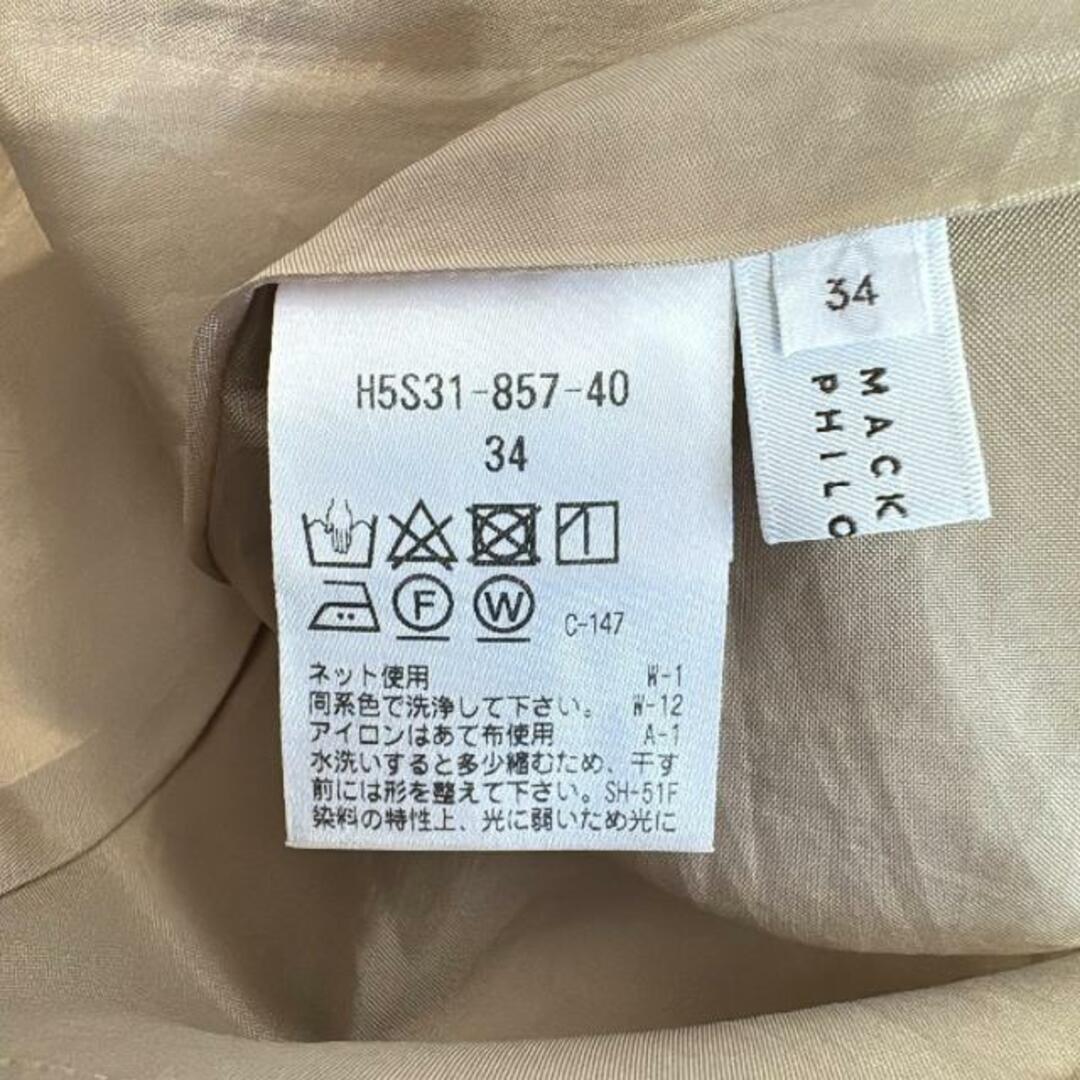 H5S31-857-40
34
F W C-147
ネット使用 W-1
同系色で洗浄して下さい。 W-12
アイロンはあて布使用 A-1
水洗いすると多少縮むため、干す
前には形を整えて下さい。SH-51F
染料の特性上、光に弱いため光に
34
MACK
PHILO